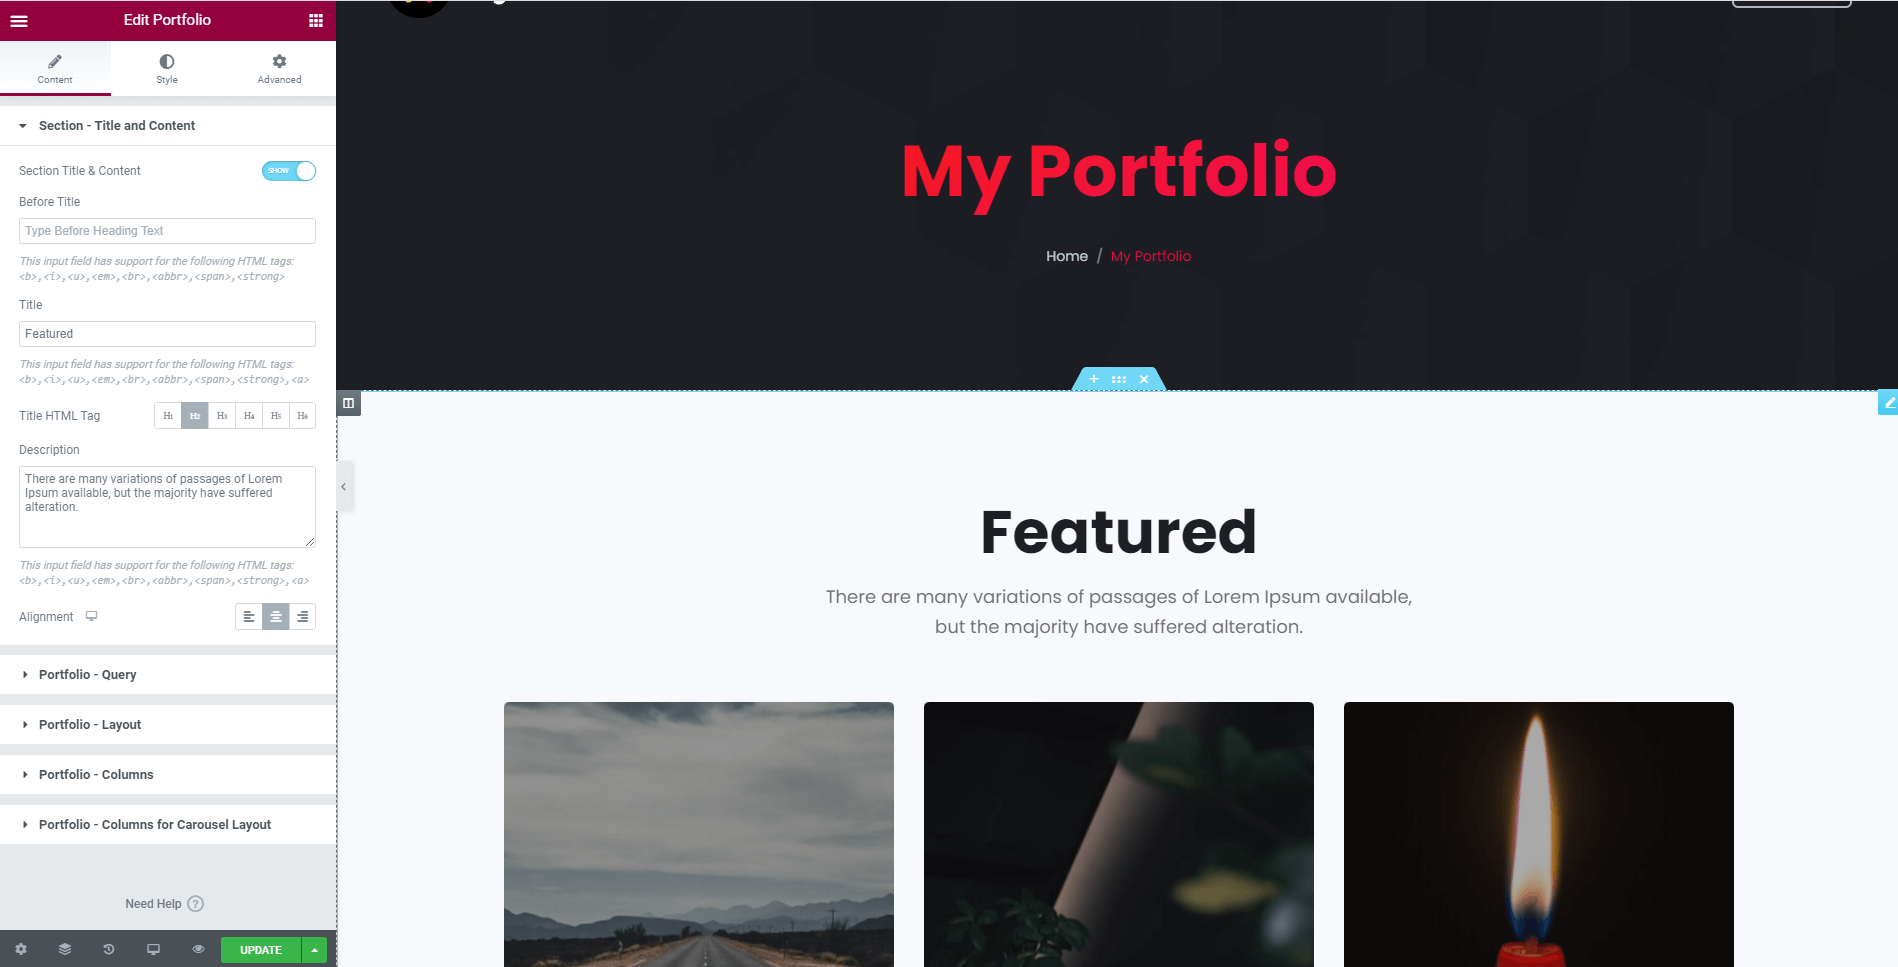 Edit Portfolio
Content
Style
Advanced
Section - Title and Content
Section Title & Content
SHOW
Before Title
Type Before Heading Text
This input field has support for the following HTML tags:
<b>,<i>,<u>,<em>,<br>,<abbr>,<span>,<strong>
Title
Featured
This input field has support for the following HTML tags:
<b>,<i>,<u>,<em>,<br>,<abbr>,<span>,<strong>,<a>
Title HTML Tag
H1 H2 H3 H4 H5 H6
Description
There are many variations of passages of Lorem
Ipsum available, but the majority have suffered
alteration.
This input field has support for the following HTML tags:
<b>,<i>,<u>,<em>,<br>,<abbr>,<span>,<strong>,<a>
Alignment
Portfolio - Query
Portfolio - Layout
Portfolio - Columns
Portfolio - Columns for Carousel Layout
Need Help ?
UPDATE
My Portfolio
Home / My Portfolio
Featured
There are many variations of passages of Lorem Ipsum available,
but the majority have suffered alteration.